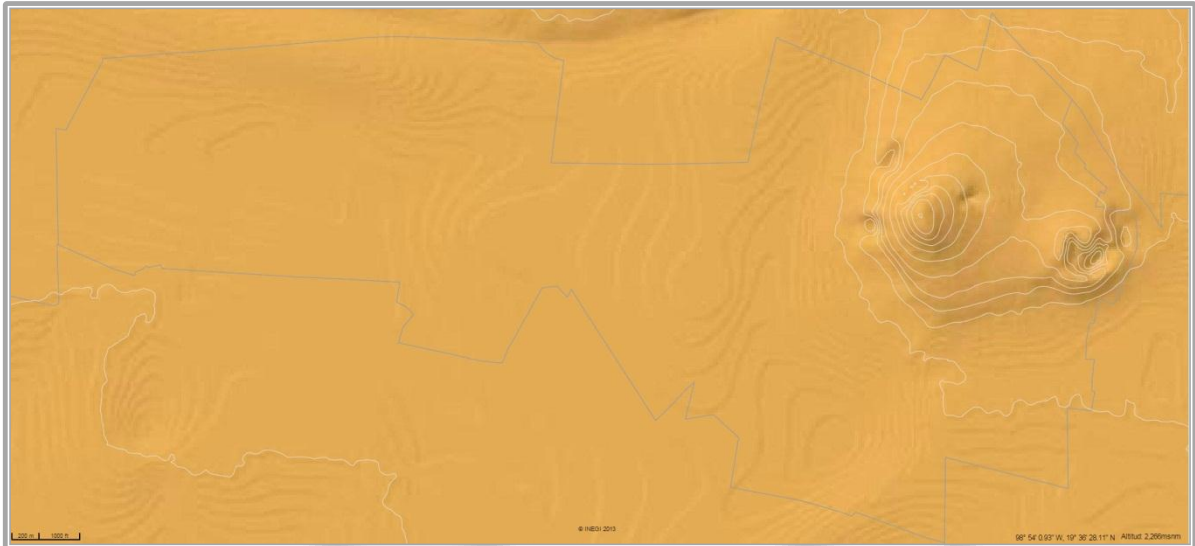 © INEGI 2013
200 m 1000 ft
98° 54' 0.93" W, 19° 36' 28.11" N Altitud: 2,266msnm